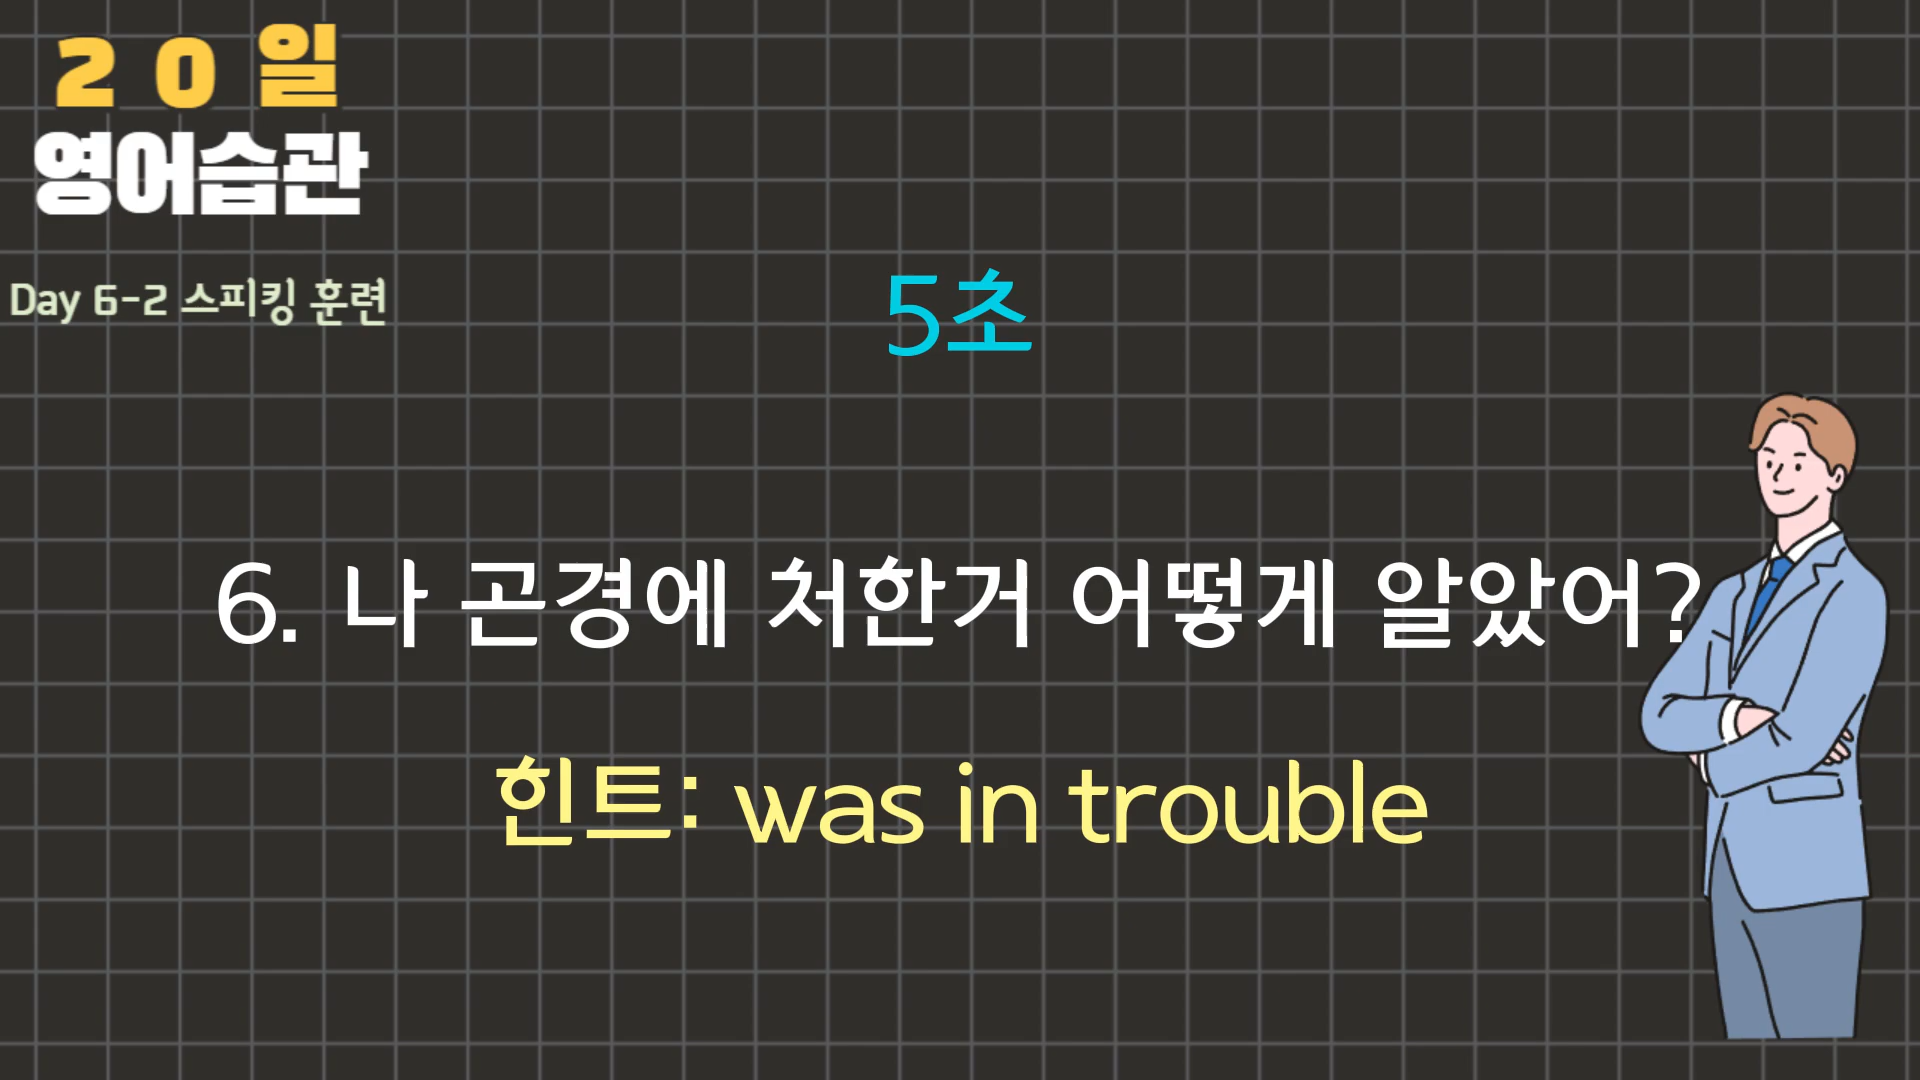 20일
영어습관
Day 6-2 스피킹 훈련
5초
6. 나 곤경에 처한거 어떻게 알았어?
힌트: was in trouble